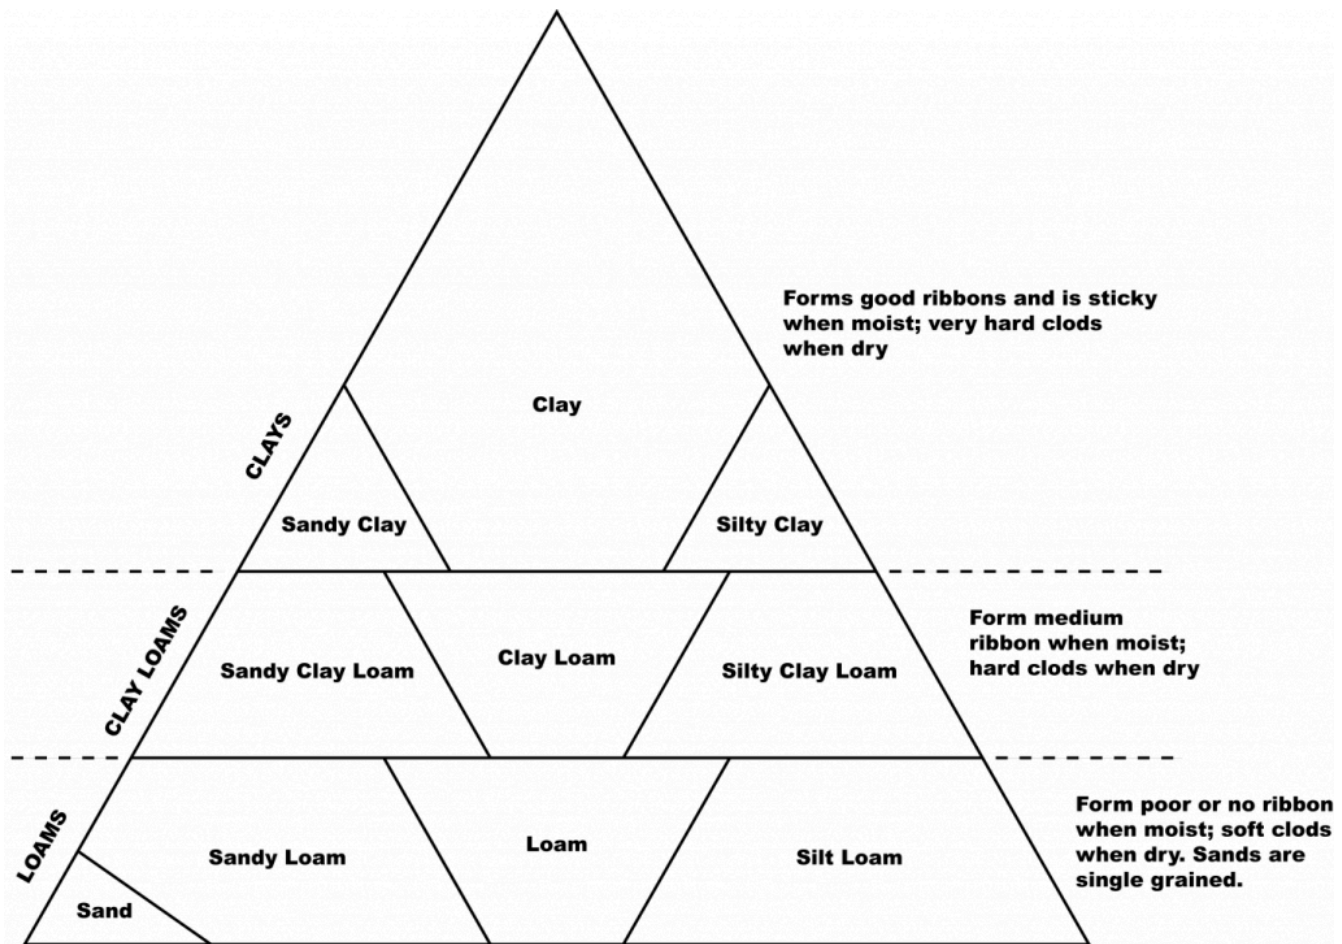 Forms good ribbons and is sticky
when moist; very hard clods
when dry
Clay
CLAYS
Sandy Clay
Silty Clay
CLAY LOAMS
Form medium
ribbon when moist;
hard clods when dry
Sandy Clay Loam
Clay Loam
Silty Clay Loam
LOAMS
Form poor or no ribbon
when moist; soft clods
when dry. Sands are
single grained.
Sandy Loam
Loam
Silt Loam
Sand